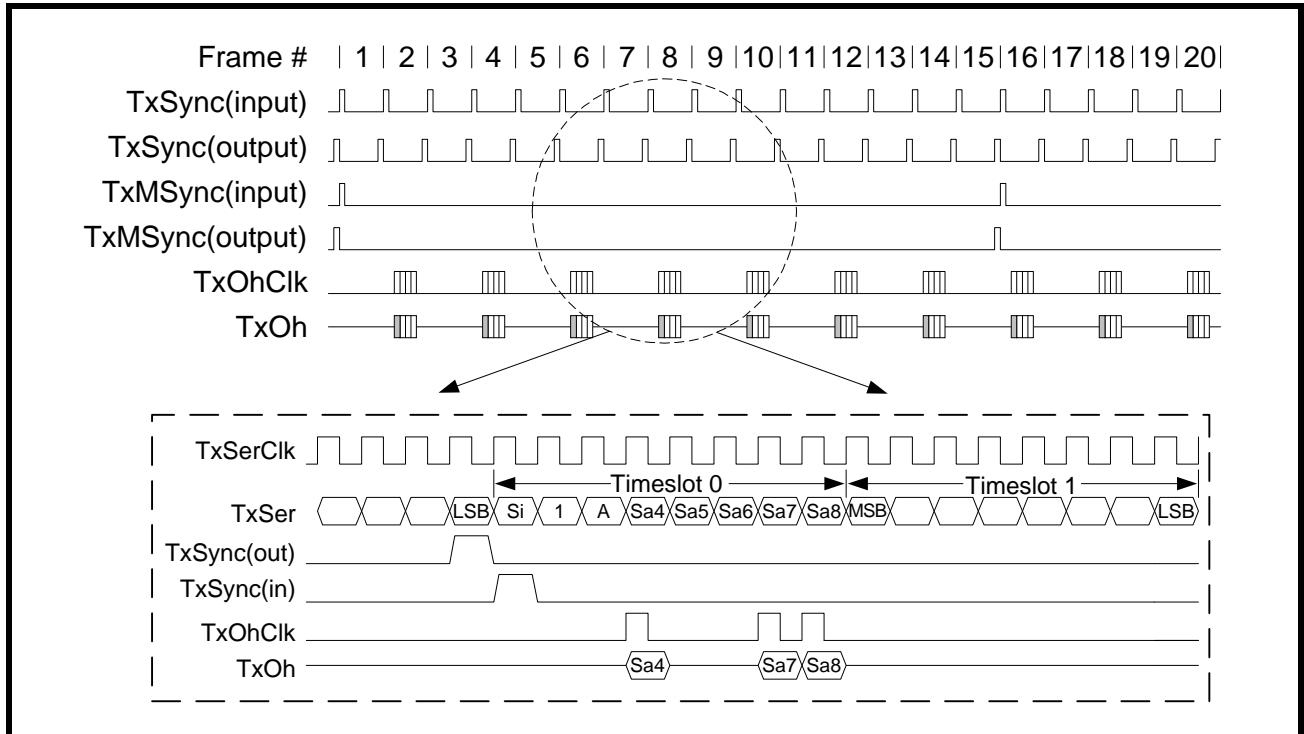 Frame # | 1 | 2 | 3 | 4 | 5 | 6 | 7 | 8 | 9 | 10 | 11 | 12 | 13 | 14 | 15 | 16 | 17 | 18 | 19 | 20 |
TxSync(input)
TxSync(output)
TxMSync(input)
TxMSync(output)
TxOhClk
TxOh
TxSerClk
Timeslot 0 Timeslot 1
TxSer LSB Si 1 A Sa4 Sa5 Sa6 Sa7 Sa8 MSB LSB
TxSync(out)
TxSync(in)
TxOhClk
TxOh Sa4 Sa7 Sa8